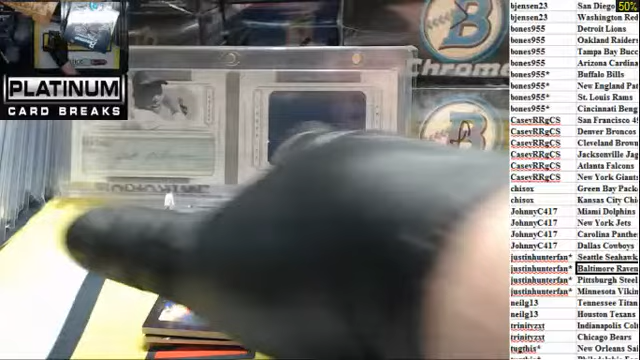 PLATINUM
CARD BREAKS
Chrome
bjensen23 San Diego 50%
bjensen23 Washington Red
bones955 Detroit Lions
bones955 Oakland Raiders
bones955 Tampa Bay Bucc
bones955 Arizona Cardina
bones955* Buffalo Bills
bones955* New England Pat
bones955* St. Louis Rams
bones955* Cincinnati Beng
CaseyRRgCS San Francisco 49
CaseyRRgCS Denver Broncos
CaseyRRgCS Cleveland Brown
CaseyRRgCS Jacksonville Jag
CaseyRRgCS Atlanta Falcons
CaseyRRgCS New York Giants
chisox Green Bay Pack
chisox Kansas City Chi
JohnnyC417 Miami Dolphins
JohnnyC417 New York Jets
JohnnyC417 Carolina Panthe
JohnnyC417 Dallas Cowboys
justinhunterfan* Seattle Seahawk
justinhunterfan* Baltimore Raven
justinhunterfan* Pittsburgh Steel
justinhunterfan* Minnesota Vikin
neilg13 Tennessee Titan
neilg13 Houston Texans
trinityzxt Indianapolis Colt
trinityzxt Chicago Bears
tugthis* New Orleans Sai